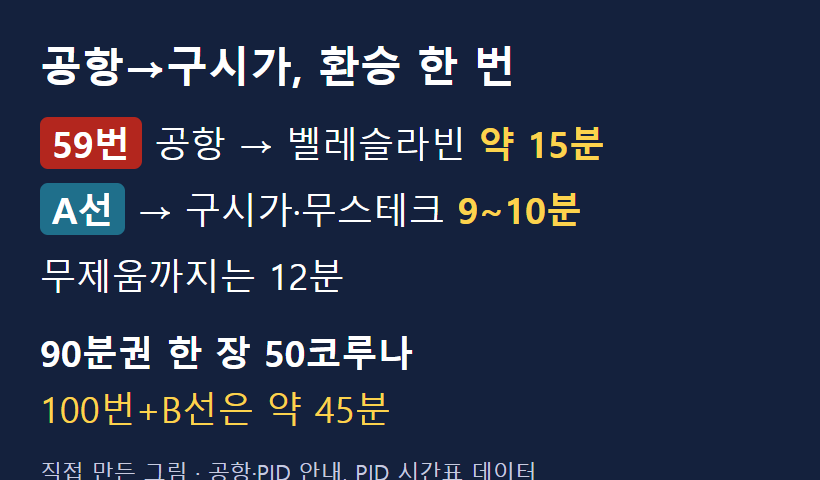 공항→구시가, 환승 한 번
59번 공항 → 벨레슬라빈 약 15분
A선 → 구시가·무스테크 9~10분
무제움까지는 12분
90분권 한 장 50코루나
100번+B선은 약 45분
직접 만든 그림 · 공항·PID 안내, PID 시간표 데이터